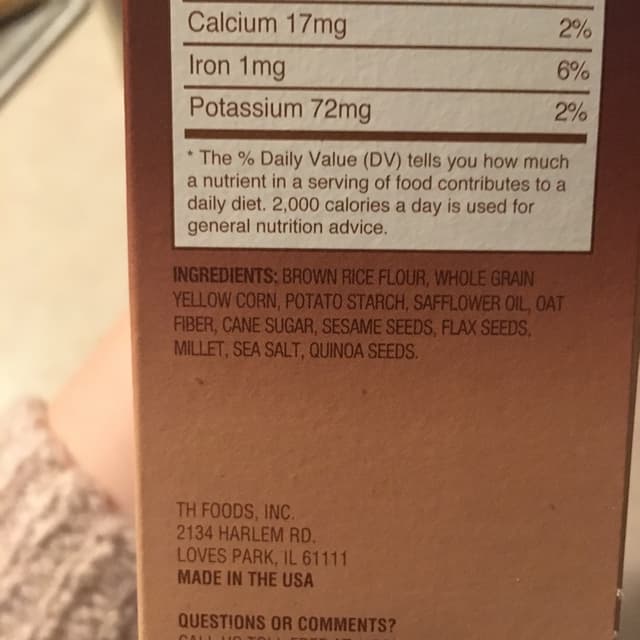 Calcium 17mg 2%
Iron 1mg 6%
Potassium 72mg 2%
* The % Daily Value (DV) tells you how much
a nutrient in a serving of food contributes to a
daily diet. 2,000 calories a day is used for
general nutrition advice.
INGREDIENTS: BROWN RICE FLOUR, WHOLE GRAIN
YELLOW CORN, POTATO STARCH, SAFFLOWER OIL, OAT
FIBER, CANE SUGAR, SESAME SEEDS, FLAX SEEDS,
MILLET, SEA SALT, QUINOA SEEDS.
TH FOODS, INC.
2134 HARLEM RD.
LOVES PARK, IL 61111
MADE IN THE USA
QUESTIONS OR COMMENTS?